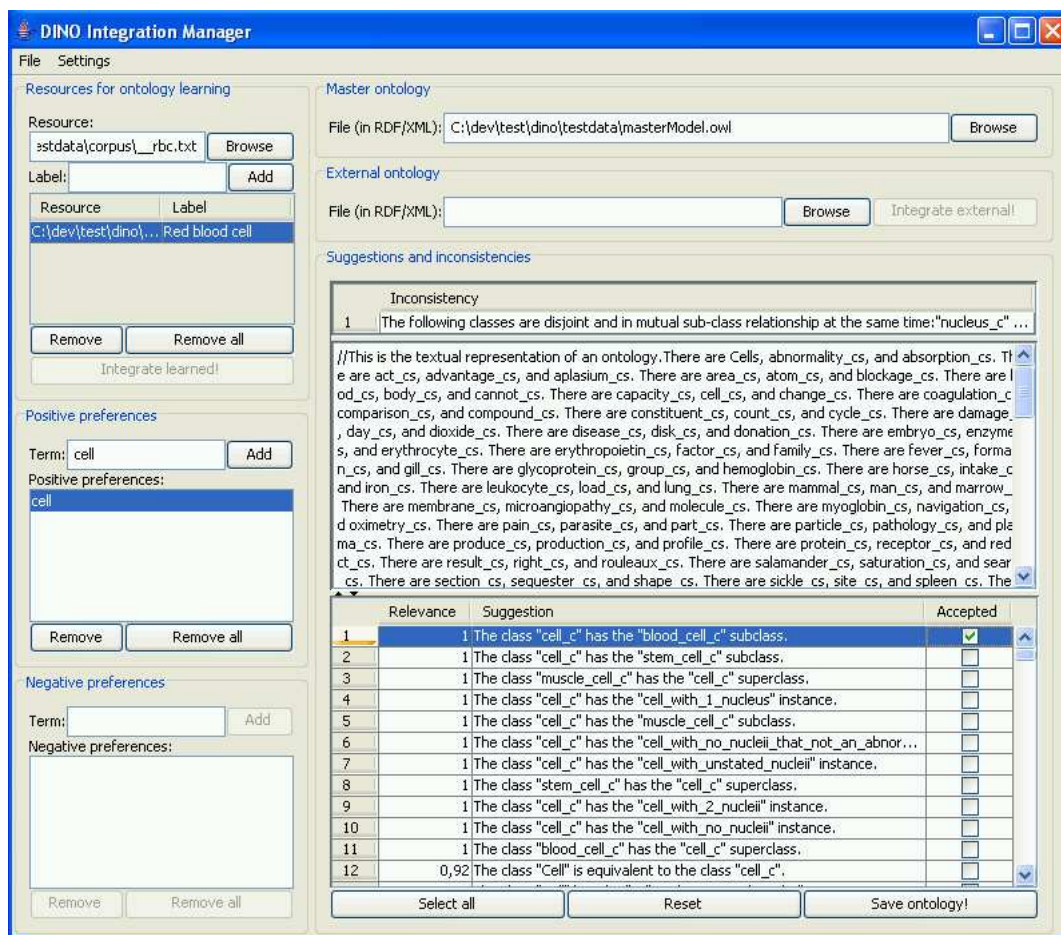 DINO Integration Manager
File Settings
Resources for ontology learning
Resource:
estdata\corpus\__rbc.txt Browse
Label: Add
Resource Label
C:\dev\test\dino\... Red blood cell
Remove Remove all
Integrate learned!
Positive preferences
Term: cell Add
Positive preferences:
cell
Remove Remove all
Negative preferences
Term: Add
Negative preferences:
Remove Remove all
Master ontology
File (in RDF/XML): C:\dev\test\dino\testdata\masterModel.owl Browse
External ontology
File (in RDF/XML): Browse Integrate external!
Suggestions and inconsistencies
Inconsistency
1 The following classes are disjoint and in mutual sub-class relationship at the same time:"nucleus_c" ...
//This is the textual representation of an ontology.There are Cells, abnormality_cs, and absorption_cs. Th
e are act_cs, advantage_cs, and aplasium_cs. There are area_cs, atom_cs, and blockage_cs. There are
od_cs, body_cs, and cannot_cs. There are capacity_cs, cell_cs, and change_cs. There are coagulation_c
comparison_cs, and compound_cs. There are constituent_cs, count_cs, and cycle_cs. There are damage_
, day_cs, and dioxide_cs. There are disease_cs, disk_cs, and donation_cs. There are embryo_cs, enzyme
s, and erythrocyte_cs. There are erythropoietin_cs, factor_cs, and family_cs. There are fever_cs, forma
n_cs, and gill_cs. There are glycoprotein_cs, group_cs, and hemoglobin_cs. There are horse_cs, intake_c
and iron_cs. There are leukocyte_cs, load_cs, and lung_cs. There are mammal_cs, man_cs, and marrow_
There are membrane_cs, microangiopathy_cs, and molecule_cs. There are myoglobin_cs, navigation_cs,
d oximetry_cs. There are pain_cs, parasite_cs, and part_cs. There are particle_cs, pathology_cs, and pla
ma_cs. There are produce_cs, production_cs, and profile_cs. There are protein_cs, receptor_cs, and red
ct_cs. There are result_cs, right_cs, and rouleaux_cs. There are salamander_cs, saturation_cs, and sear
_cs. There are section_cs, sequester_cs, and shape_cs. There are sickle_cs, site_cs, and spleen_cs. The
Relevance Suggestion Accepted
1 1 The class "cell_c" has the "blood_cell_c" subclass.
2 1 The class "cell_c" has the "stem_cell_c" subclass.
3 1 The class "muscle_cell_c" has the "cell_c" superclass.
4 1 The class "cell_c" has the "cell_with_1_nucleus" instance.
5 1 The class "cell_c" has the "muscle_cell_c" subclass.
6 1 The class "cell_c" has the "cell_with_no_nucleii_that_not_an_abnor...
7 1 The class "cell_c" has the "cell_with_unstated_nucleii" instance.
8 1 The class "stem_cell_c" has the "cell_c" superclass.
9 1 The class "cell_c" has the "cell_with_2_nucleii" instance.
10 1 The class "cell_c" has the "cell_with_no_nucleii" instance.
11 1 The class "blood_cell_c" has the "cell_c" superclass.
12 0,92 The class "Cell" is equivalent to the class "cell_c".
Select all Reset Save ontology!